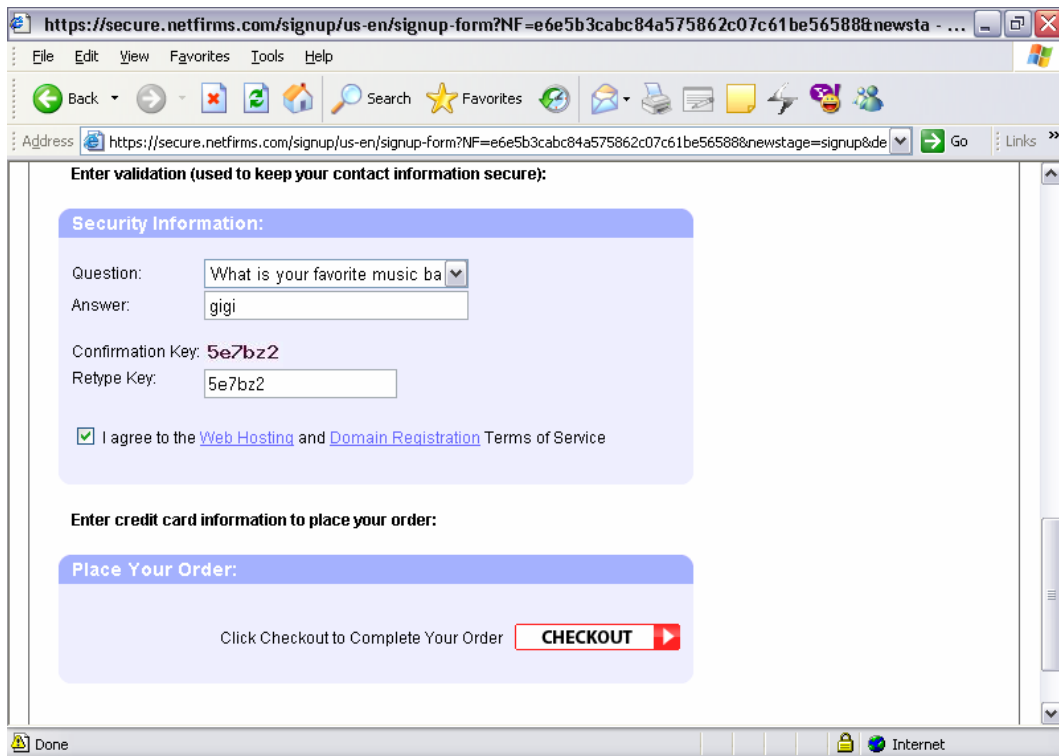 https://secure.netfirms.com/signup/us-en/signup-form?NF=e6e5b3cabc84a575862c07c61be56588&newsta - ...
File Edit View Favorites Tools Help
Back Search Favorites
Address https://secure.netfirms.com/signup/us-en/signup-form?NF=e6e5b3cabc84a575862c07c61be56588&newstage=signup&de Go Links »
Enter validation (used to keep your contact information secure):
Security Information:
Question: What is your favorite music ba
Answer: gigi
Confirmation Key: 5e7bz2
Retype Key: 5e7bz2
I agree to the Web Hosting and Domain Registration Terms of Service
Enter credit card information to place your order:
Place Your Order:
Click Checkout to Complete Your Order CHECKOUT
Done Internet